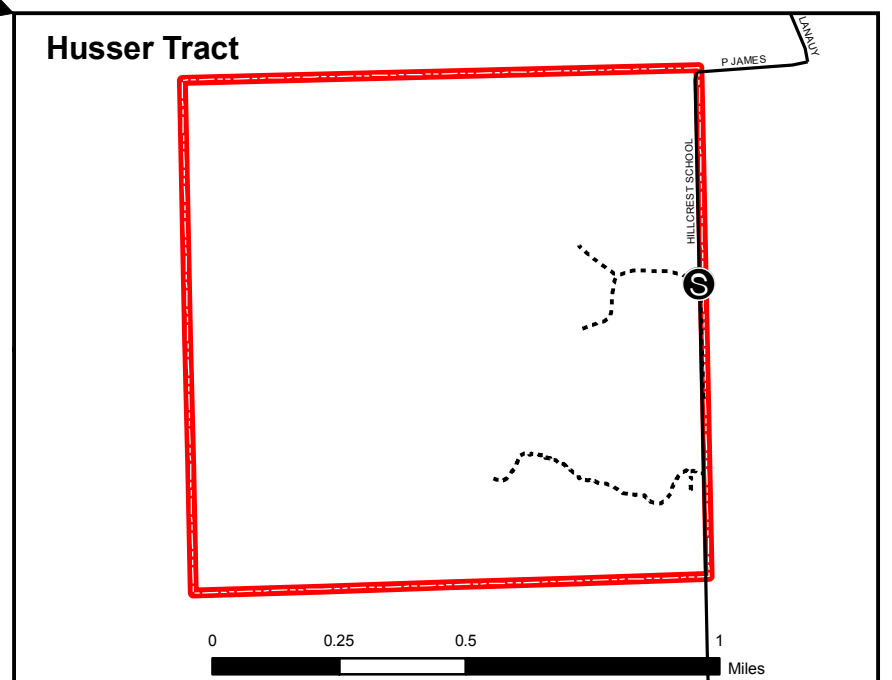 Husser Tract
LANAUY
P JAMES
HILLCREST SCHOOL
S
0 0.25 0.5 1
Miles